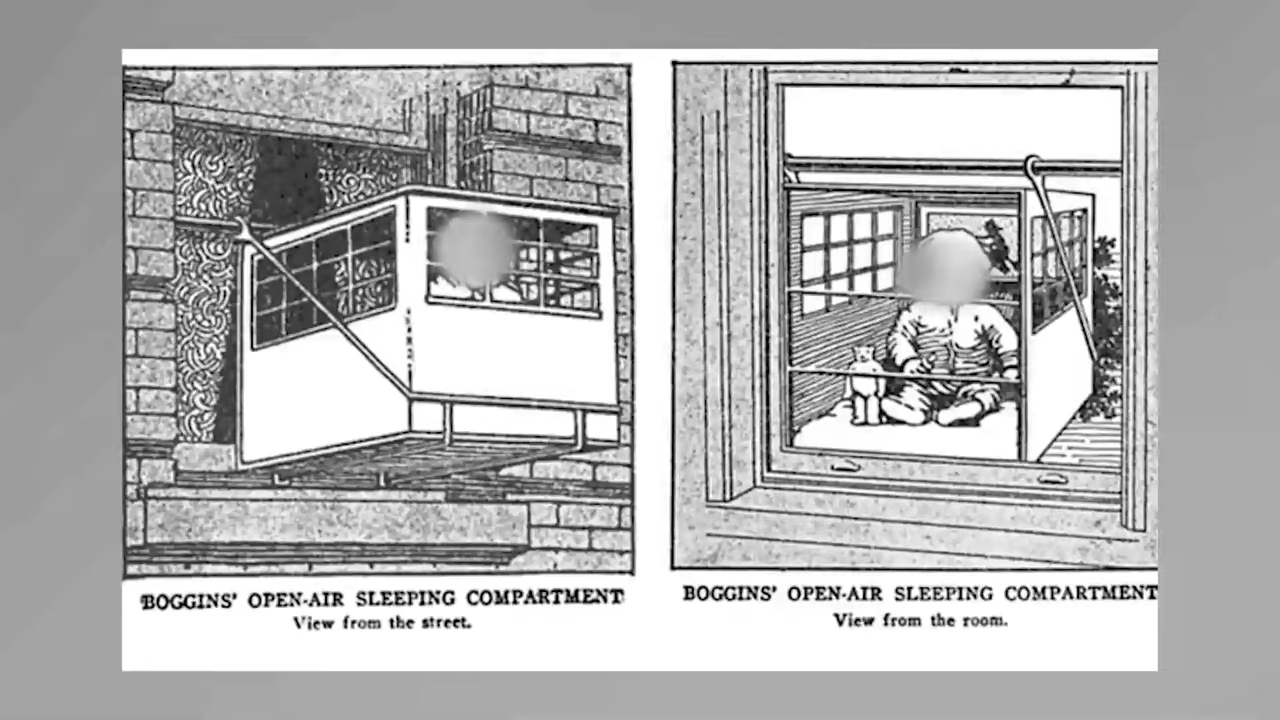 BOGGINS' OPEN-AIR SLEEPING COMPARTMENT
View from the street.
BOGGINS' OPEN-AIR SLEEPING COMPARTMENT
View from the room.